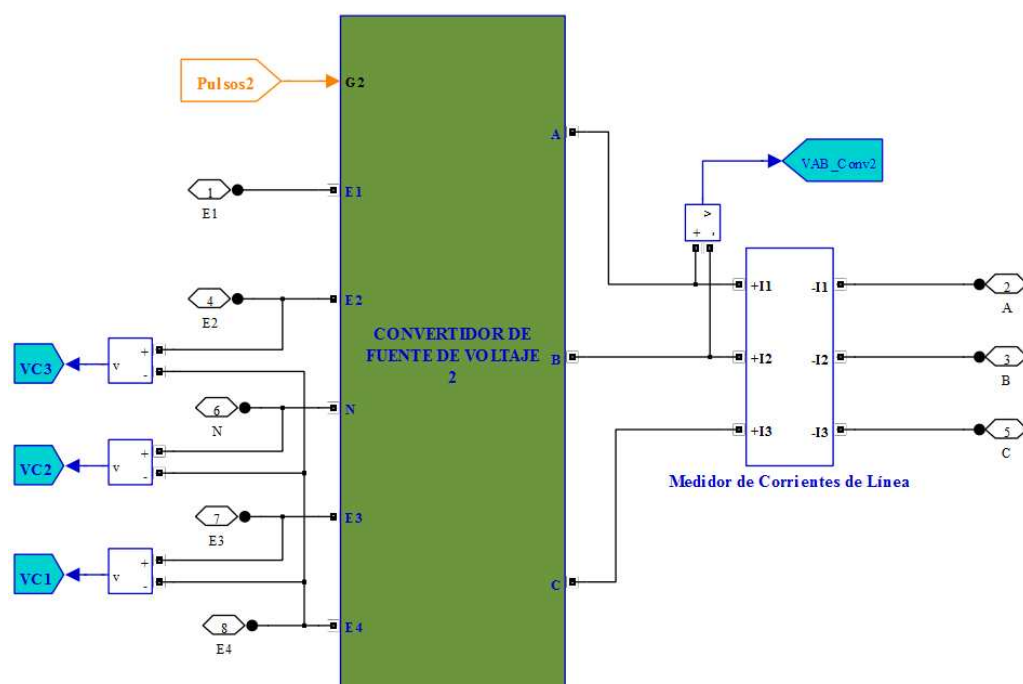 Pulsos2
G2
A
VAB_Conv2
1
E1
E1
v
+ -
4
E2
E2
+I1
-I1
2
A
CONVERTIDOR DE
FUENTE DE VOLTAJE
2
VC3
v
+
-
B
+I2
-I2
3
B
6
N
N
VC2
v
+
-
+I3
-I3
5
C
Medidor de Corrientes de Línea
7
E3
E3
VC1
v
+
-
C
8
E4
E4